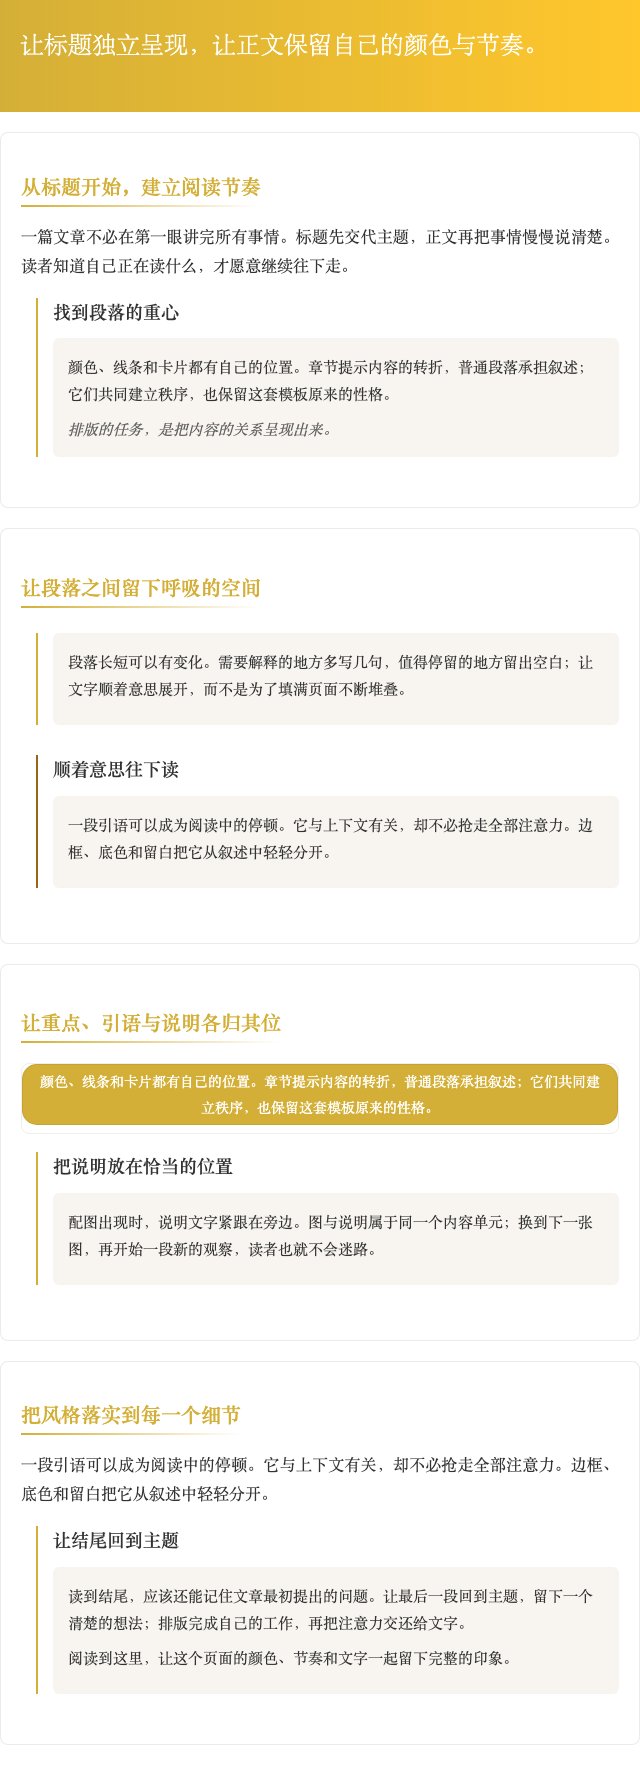 让标题独立呈现，让正文保留自己的颜色与节奏。
从标题开始，建立阅读节奏
一篇文章不必在第一眼讲完所有事情。标题先交代主题，正文再把事情慢慢说清楚。
读者知道自己正在读什么，才愿意继续往下走。
找到段落的重心
颜色、线条和卡片都有自己的位置。章节提示内容的转折，普通段落承担叙述；
它们共同建立秩序，也保留这套模板原来的性格。
排版的任务，是把内容的关系呈现出来。
让段落之间留下呼吸的空间
段落长短可以有变化。需要解释的地方多写几句，值得停留的地方留出空白；让
文字顺着意思展开，而不是为了填满页面不断堆叠。
顺着意思往下读
一段引语可以成为阅读中的停顿。它与上下文有关，却不必抢走全部注意力。边
框、底色和留白把它从叙述中轻轻分开。
让重点、引语与说明各归其位
颜色、线条和卡片都有自己的位置。章节提示内容的转折，普通段落承担叙述；它们共同建
立秩序，也保留这套模板原来的性格。
把说明放在恰当的位置
配图出现时，说明文字紧跟在旁边。图与说明属于同一个内容单元；换到下一张
图，再开始一段新的观察，读者也就不会迷路。
把风格落实到每一个细节
一段引语可以成为阅读中的停顿。它与上下文有关，却不必抢走全部注意力。边框、
底色和留白把它从叙述中轻轻分开。
让结尾回到主题
读到结尾，应该还能记住文章最初提出的问题。让最后一段回到主题，留下一个
清楚的想法；排版完成自己的工作，再把注意力交还给文字。
阅读到这里，让这个页面的颜色、节奏和文字一起留下完整的印象。